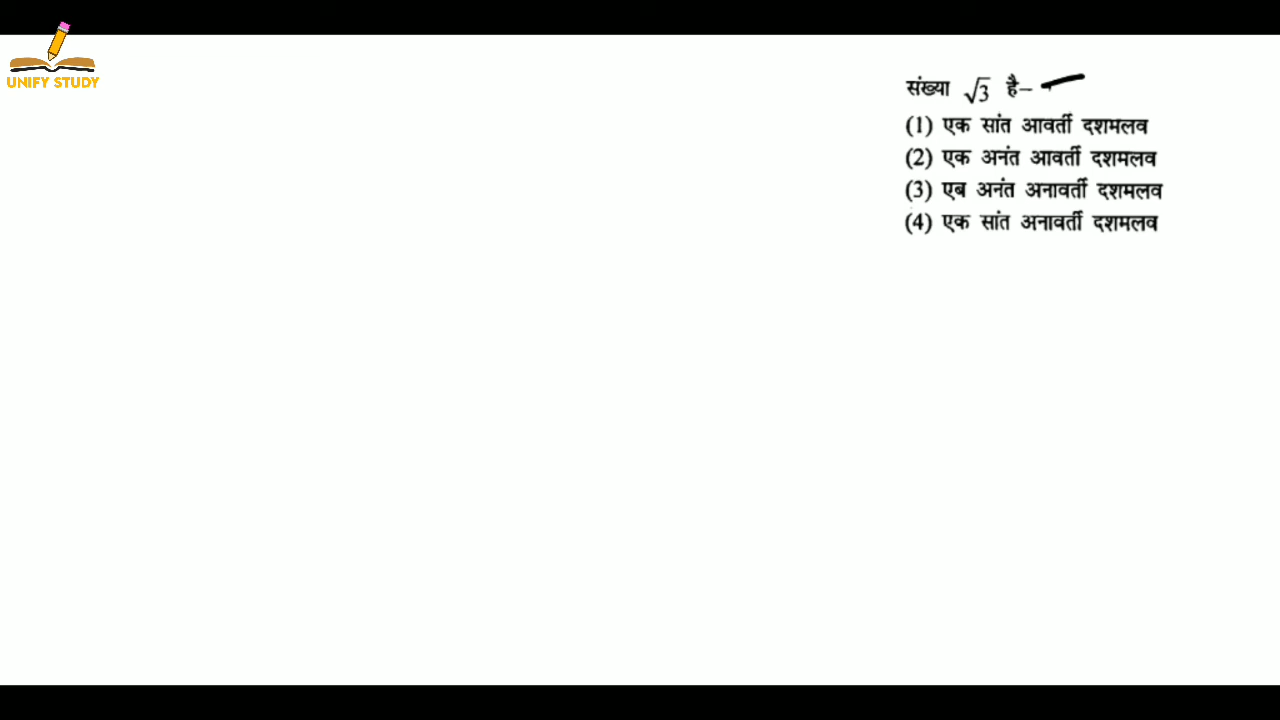 UNIFY STUDY
संख्या √3 है–
(1) एक सांत आवर्ती दशमलव
(2) एक अनंत आवर्ती दशमलव
(3) एब अनंत अनावर्ती दशमलव
(4) एक सांत अनावर्ती दशमलव